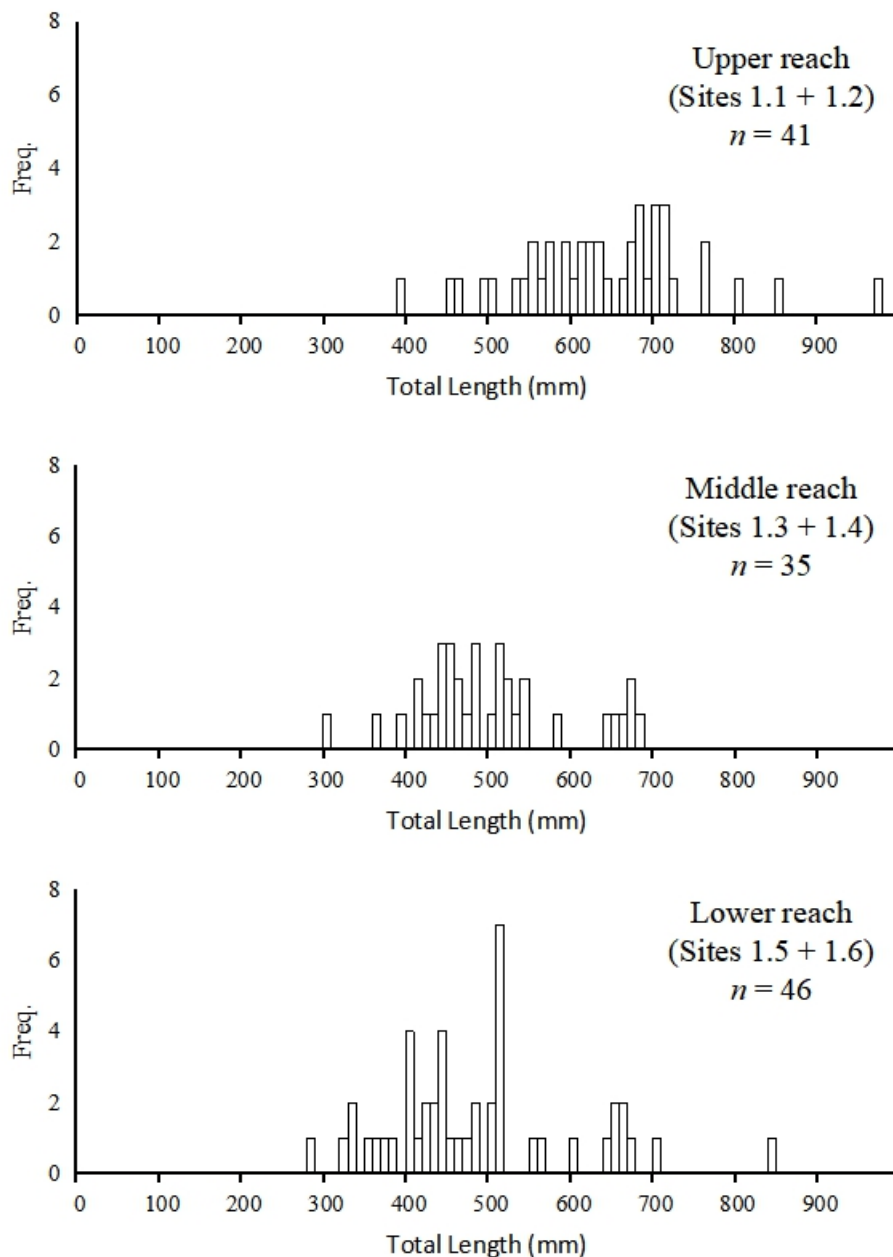 8
6
4
2
0
Freq.
Upper reach
(Sites 1.1 + 1.2)
n = 41
0 100 200 300 400 500 600 700 800 900
Total Length (mm)
8
6
4
2
0
Freq.
Middle reach
(Sites 1.3 + 1.4)
n = 35
0 100 200 300 400 500 600 700 800 900
Total Length (mm)
8
6
4
2
0
Freq.
Lower reach
(Sites 1.5 + 1.6)
n = 46
0 100 200 300 400 500 600 700 800 900
Total Length (mm)